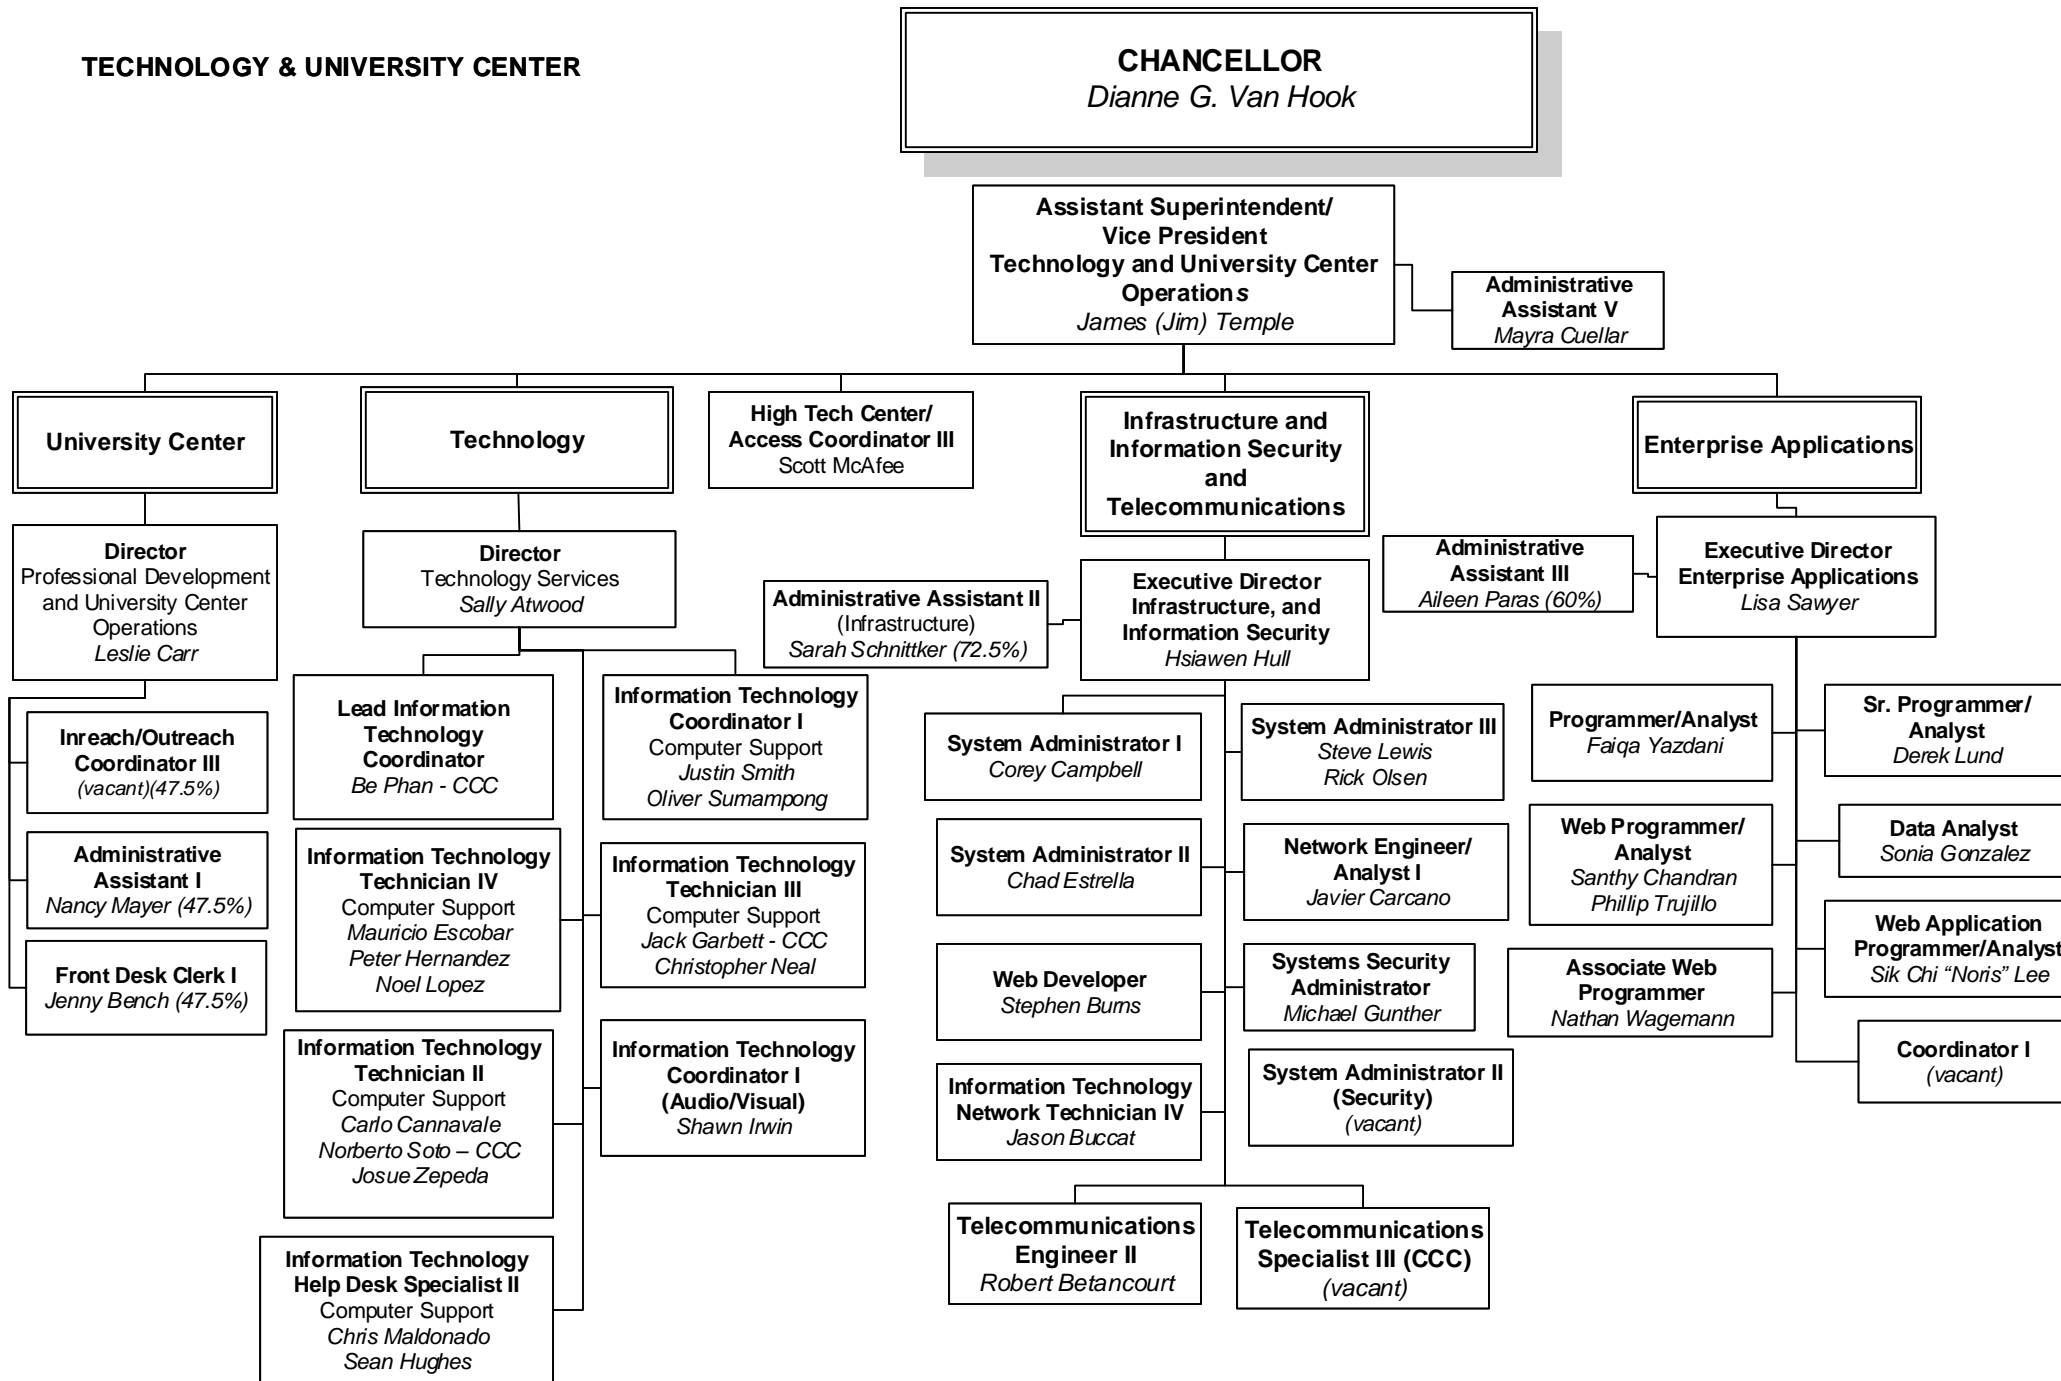 TECHNOLOGY & UNIVERSITY CENTER
CHANCELLOR
Dianne G. Van Hook
Assistant Superintendent/
Vice President
Technology and University Center
Operations
James (Jim) Temple
Administrative
Assistant V
Mayra Cuellar
University Center
Technology
High Tech Center/
Access Coordinator III
Scott McAfee
Infrastructure and
Information Security
and
Telecommunications
Enterprise Applications
Director
Professional Development
and University Center
Operations
Leslie Carr
Director
Technology Services
Sally Atwood
Administrative Assistant II
(Infrastructure)
Sarah Schnittker (72.5%)
Executive Director
Infrastructure, and
Information Security
Hsiawen Hull
Administrative
Assistant III
Aileen Paras (60%)
Executive Director
Enterprise Applications
Lisa Sawyer
Inreach/Outreach
Coordinator III
(vacant)(47.5%)
Administrative
Assistant I
Nancy Mayer (47.5%)
Front Desk Clerk I
Jenny Bench (47.5%)
Lead Information
Technology
Coordinator
Be Phan - CCC
Information Technology
Coordinator I
Computer Support
Justin Smith
Oliver Sumampong
Information Technology
Technician IV
Computer Support
Mauricio Escobar
Peter Hernandez
Noel Lopez
Information Technology
Technician III
Computer Support
Jack Garbett - CCC
Christopher Neal
Information Technology
Technician II
Computer Support
Carlo Cannavale
Norberto Soto – CCC
Josue Zepeda
Information Technology
Coordinator I
(Audio/Visual)
Shawn Irwin
Information Technology
Help Desk Specialist II
Computer Support
Chris Maldonado
Sean Hughes
System Administrator I
Corey Campbell
System Administrator III
Steve Lewis
Rick Olsen
System Administrator II
Chad Estrella
Network Engineer/
Analyst I
Javier Carcano
Web Developer
Stephen Burns
Systems Security
Administrator
Michael Gunther
Information Technology
Network Technician IV
Jason Buccat
System Administrator II
(Security)
(vacant)
Telecommunications
Engineer II
Robert Betancourt
Telecommunications
Specialist III (CCC)
(vacant)
Programmer/Analyst
Faiqa Yazdani
Sr. Programmer/
Analyst
Derek Lund
Web Programmer/
Analyst
Santhy Chandran
Phillip Trujillo
Data Analyst
Sonia Gonzalez
Associate Web
Programmer
Nathan Wagemann
Web Application
Programmer/Analyst
Sik Chi “Noris” Lee
Coordinator I
(vacant)